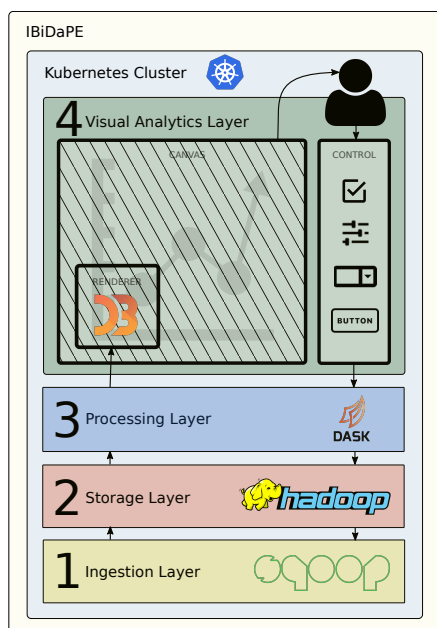 IBiDaPE
Kubernetes Cluster
4 Visual Analytics Layer
CANVAS
CONTROL
RENDERER
D3
BUTTON
3 Processing Layer
DASK
2 Storage Layer
hadoop
1 Ingestion Layer
sqoop